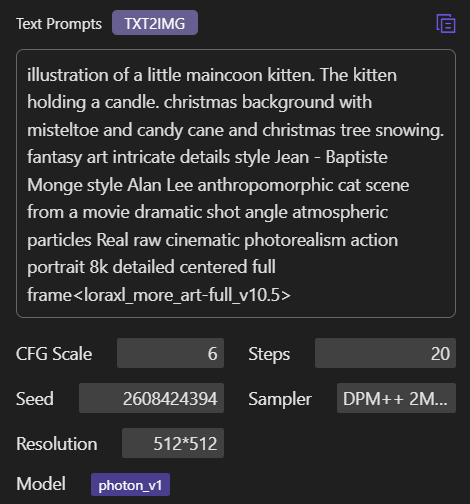 Text Prompts TXT2IMG
illustration of a little maincoon kitten. The kitten
holding a candle. christmas background with
misteltoe and candy cane and christmas tree snowing.
fantasy art intricate details style Jean - Baptiste
Monge style Alan Lee anthropomorphic cat scene
from a movie dramatic shot angle atmospheric
particles Real raw cinematic photorealism action
portrait 8k detailed centered full
frame<loraxl_more_art-full_v10.5>
CFG Scale 6 Steps 20
Seed 2608424394 Sampler DPM++ 2M...
Resolution 512*512
Model photon_v1